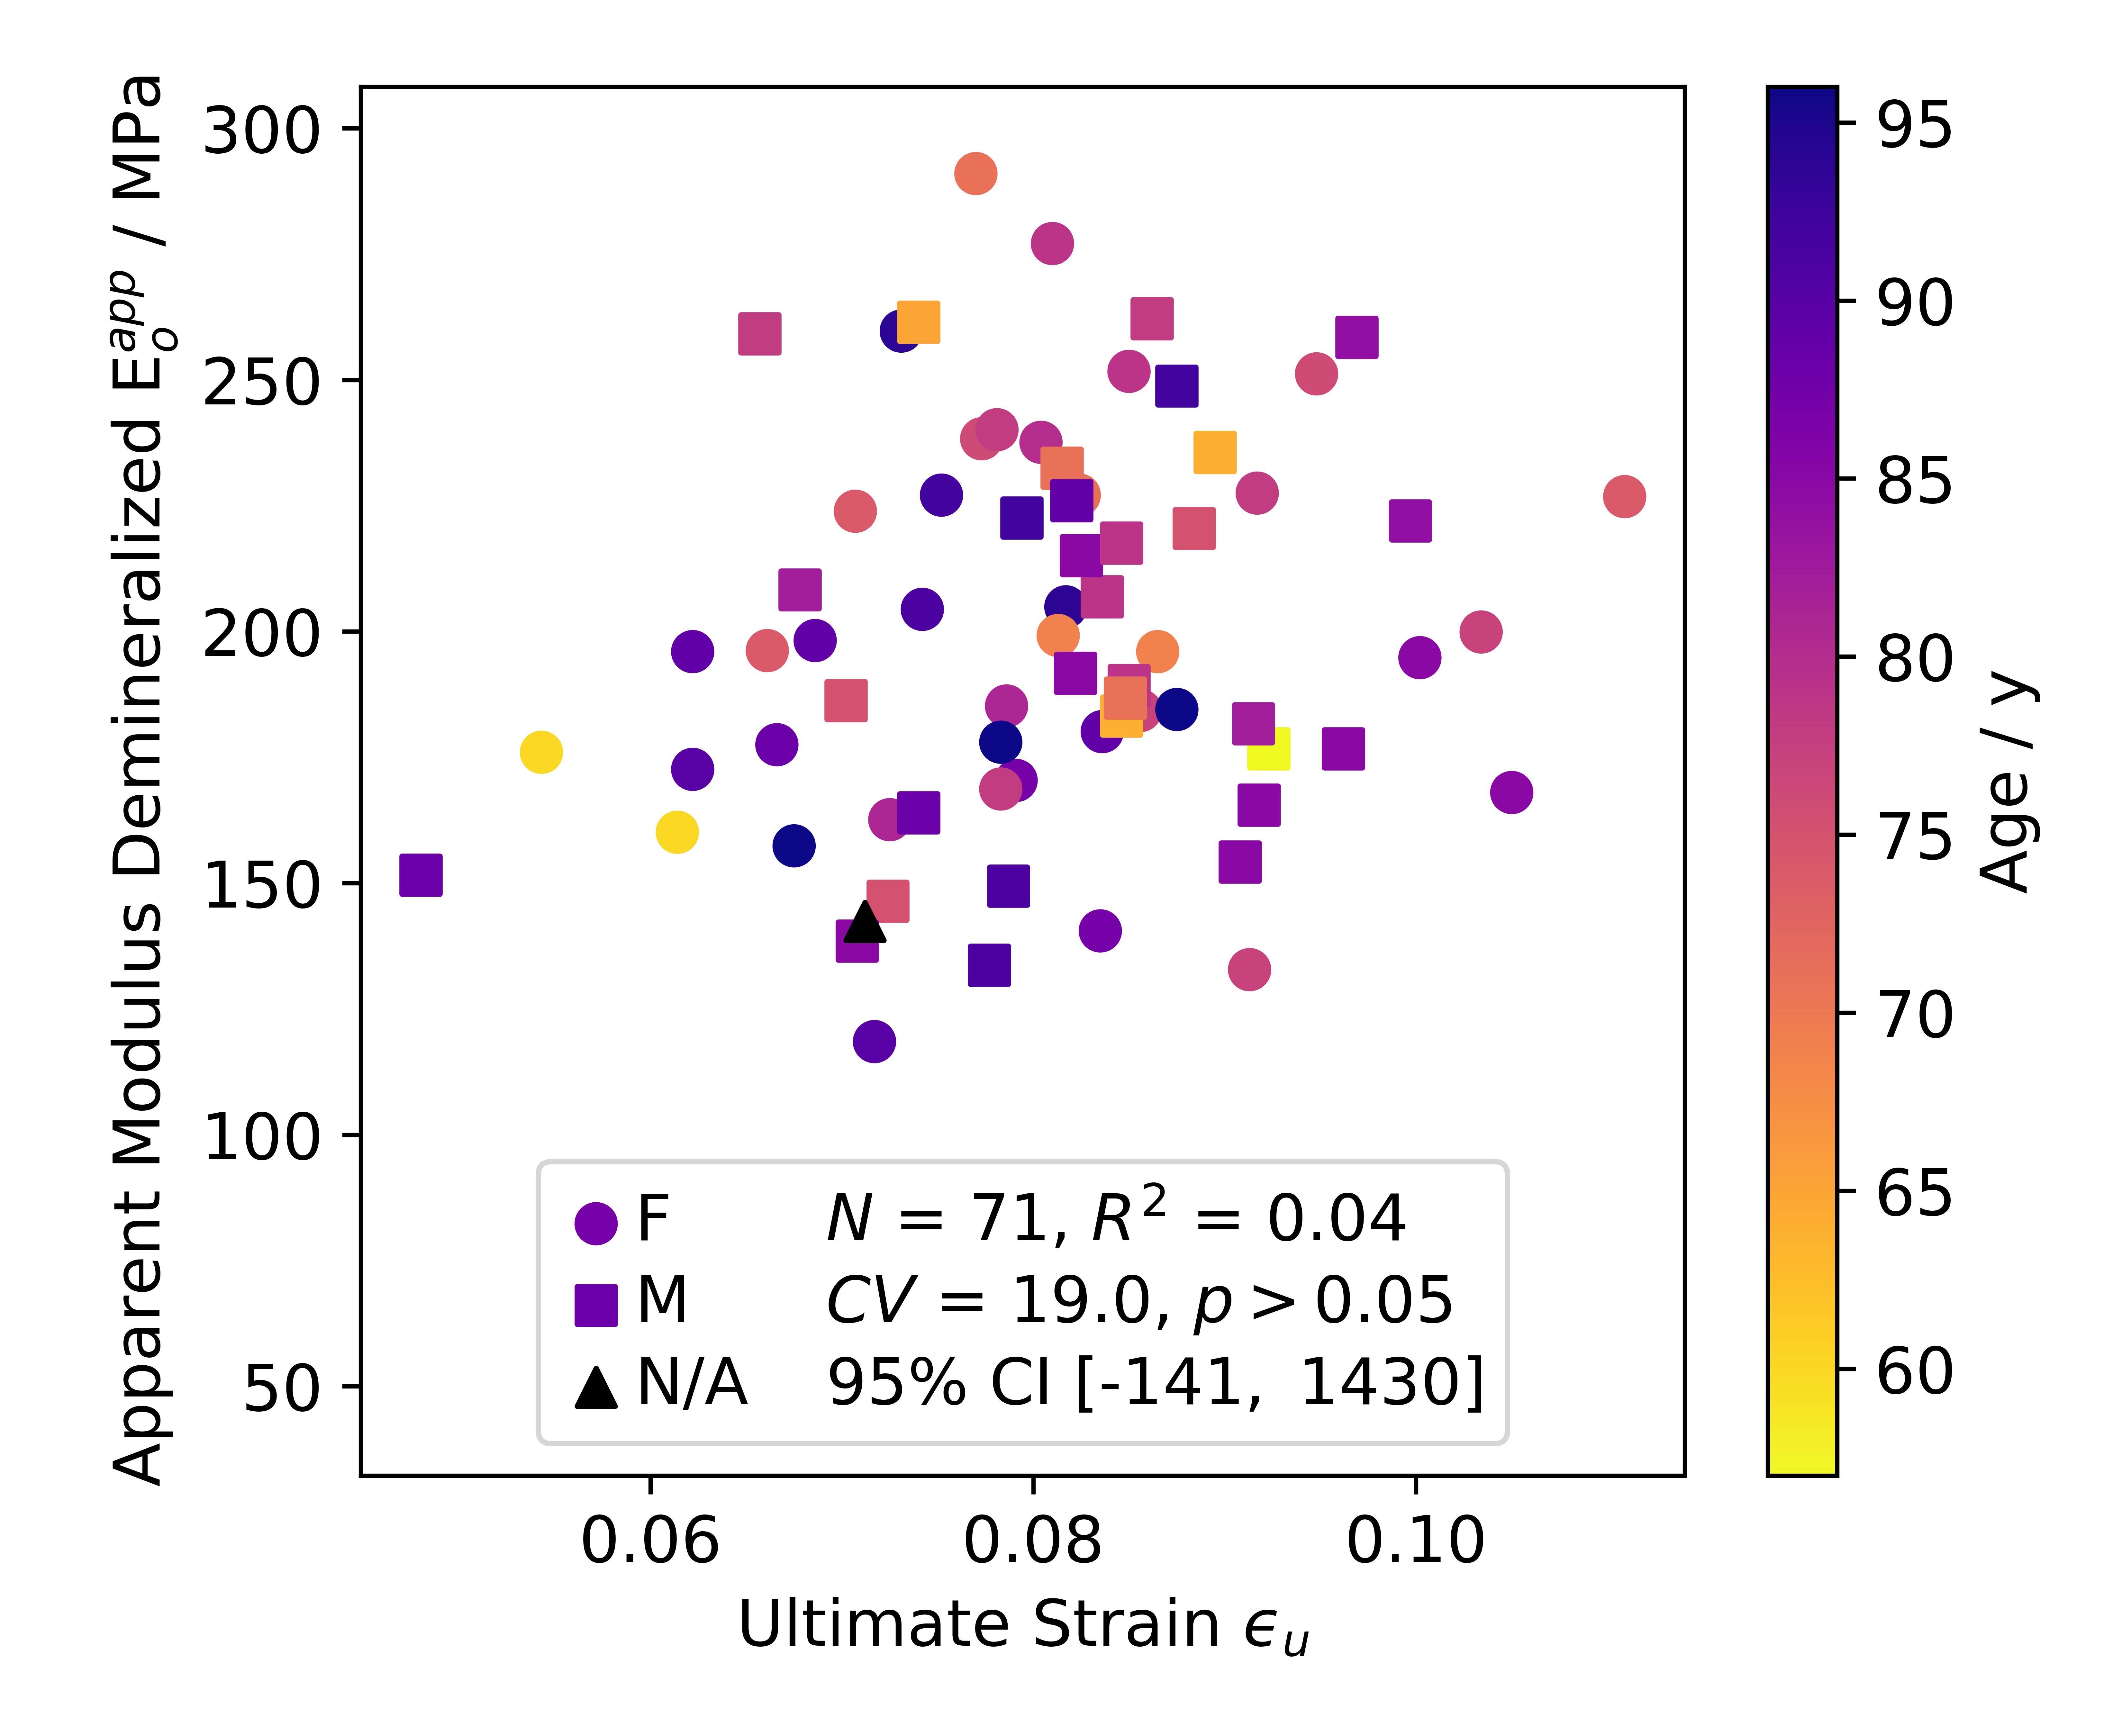 Apparent Modulus Demineralized E_o^app / MPa
300
250
200
150
100
50
F N = 71, R² = 0.04
M CV = 19.0, p > 0.05
N/A 95% CI [-141, 1430]
0.06 0.08 0.10
Ultimate Strain ϵ_u
95
90
85
80
75
70
65
60
Age / y